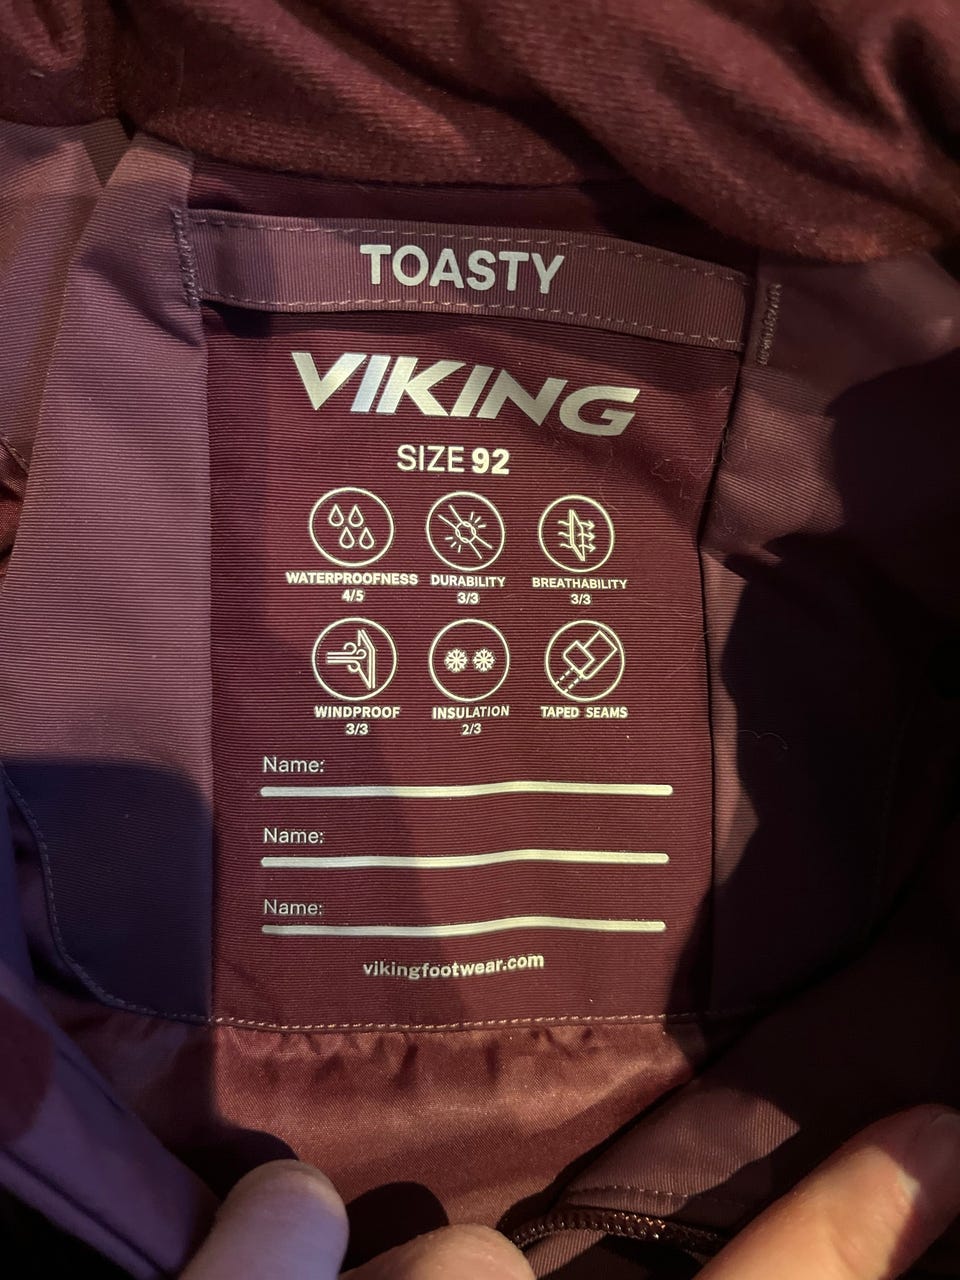 TOASTY
VIKING
SIZE 92
WATERPROOFNESS DURABILITY BREATHABILITY
4/5 3/3 3/3
WINDPROOF INSULATION TAPED SEAMS
3/3 2/3
Name:
Name:
Name:
vikingfootwear.com